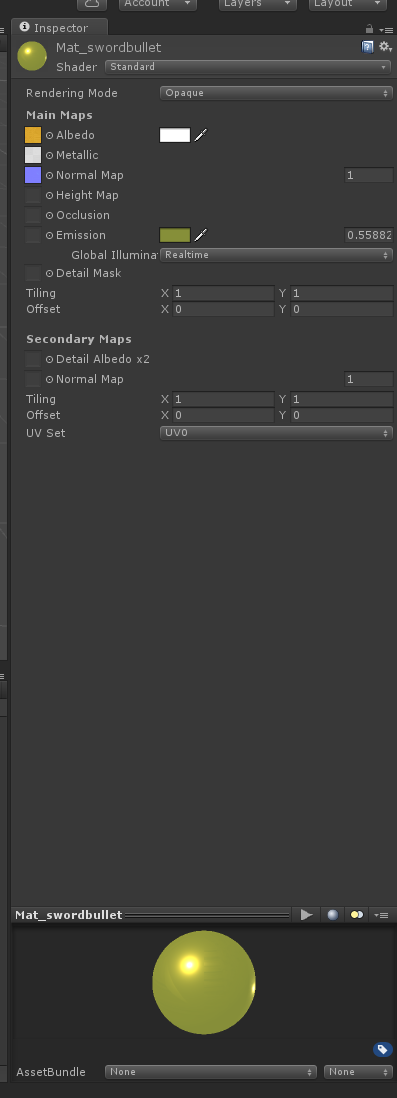 Account Layers Layout
Inspector
Mat_swordbullet
Shader Standard
Rendering Mode Opaque
Main Maps
Albedo
Metallic
Normal Map 1
Height Map
Occlusion
Emission 0.55882
Global Illumina Realtime
Detail Mask
Tiling X 1 Y 1
Offset X 0 Y 0
Secondary Maps
Detail Albedo x2
Normal Map 1
Tiling X 1 Y 1
Offset X 0 Y 0
UV Set UV0
Mat_swordbullet
AssetBundle None None